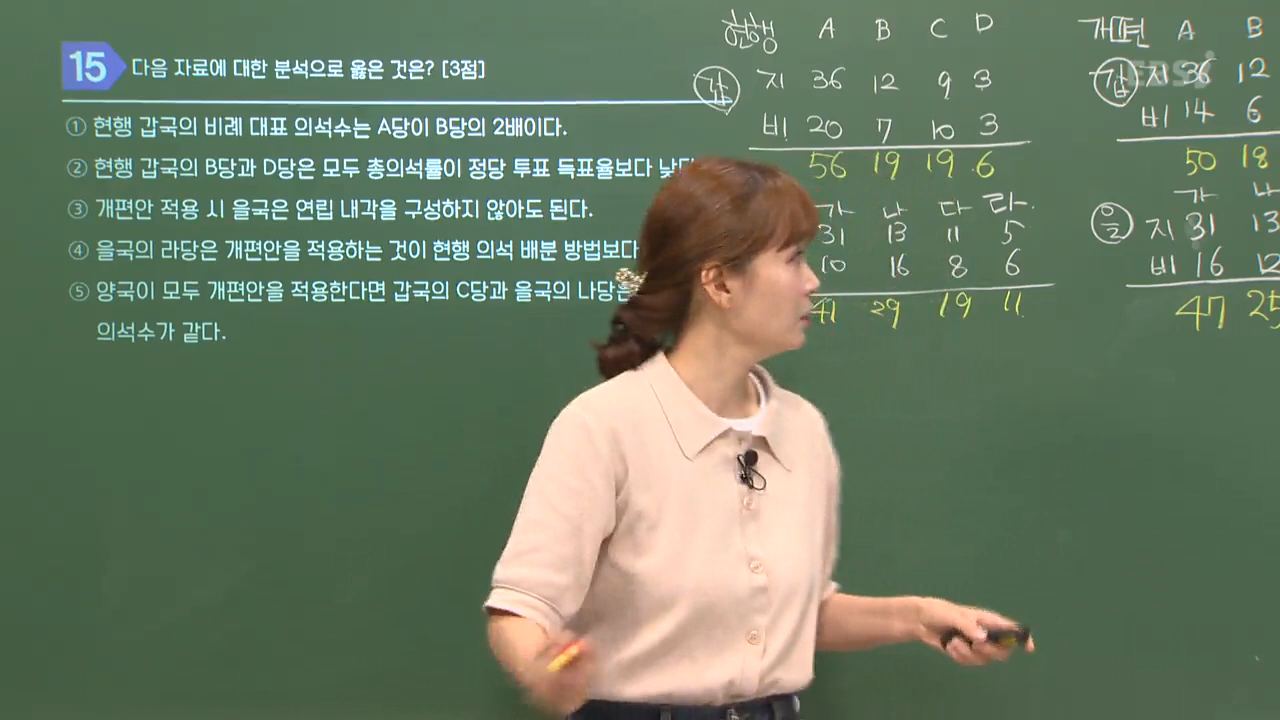 15 다음 자료에 대한 분석으로 옳은 것은? [3점]
① 현행 갑국의 비례 대표 의석수는 A당이 B당의 2배이다.
② 현행 갑국의 B당과 D당은 모두 총의석률이 정당 투표 득표율보다 낮다
③ 개편안 적용 시 을국은 연립 내각을 구성하지 않아도 된다.
④ 을국의 라당은 개편안을 적용하는 것이 현행 의석 배분 방법보다
⑤ 양국이 모두 개편안을 적용한다면 갑국의 C당과 을국의 나당은
의석수가 같다.
현행 A B C D
갑 지 36 12 9 3
비 20 7 10 3
56 19 19 6
가 나 다 라
31 13 11 5
10 16 8 6
41 29 19 11
개편 A B
갑 지 36 12
비 14 6
50 18
가 나
을 지 31 13
비 16 12
47 25
EBSi